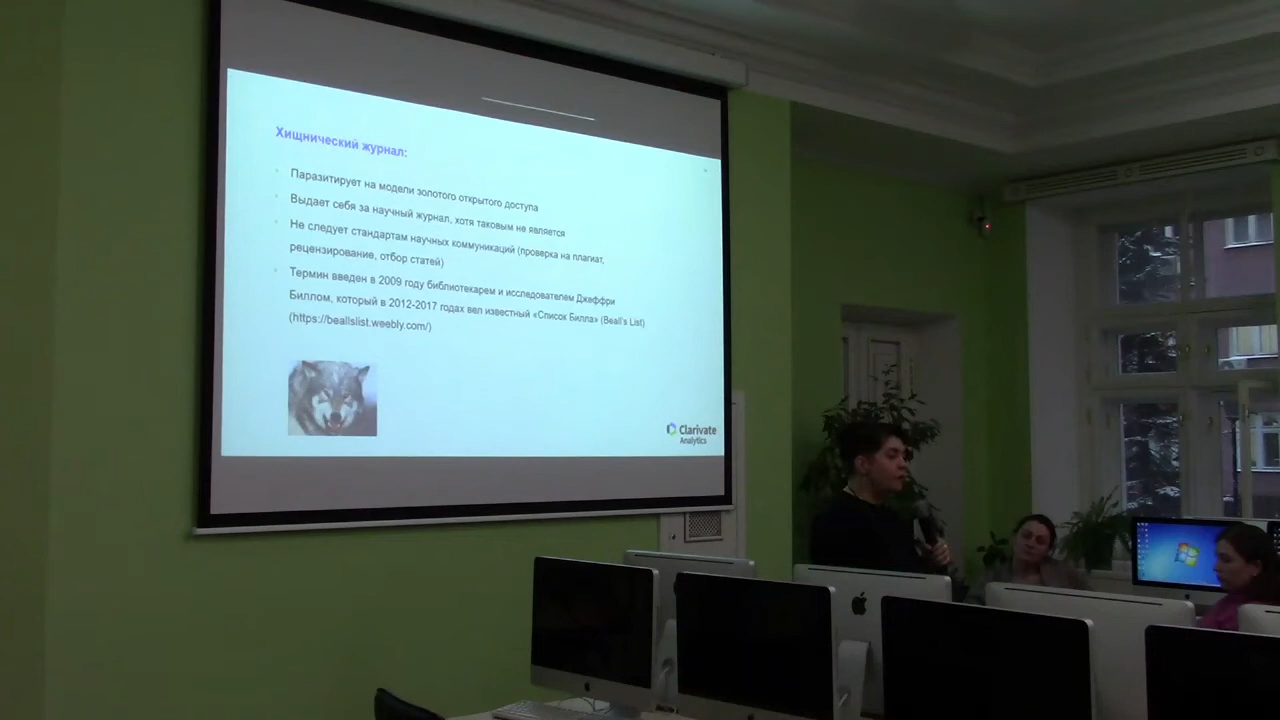 Хищнический журнал:
Паразитирует на модели золотого открытого доступа
Выдает себя за научный журнал, хотя таковым не является
Не следует стандартам научных коммуникаций (проверка на плагиат,
рецензирование, отбор статей)
Термин введен в 2009 году библиотекарем и исследователем Джеффри
Биллом, который в 2012-2017 годах вел известный «Список Билла» (Beall's List)
(https://beallslist.weebly.com/)
Clarivate
Analytics